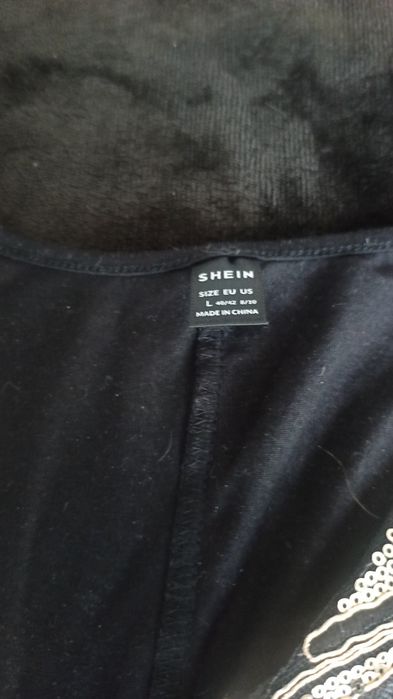 SHEIN
SIZE EU US
L 40/42 8/10
MADE IN CHINA